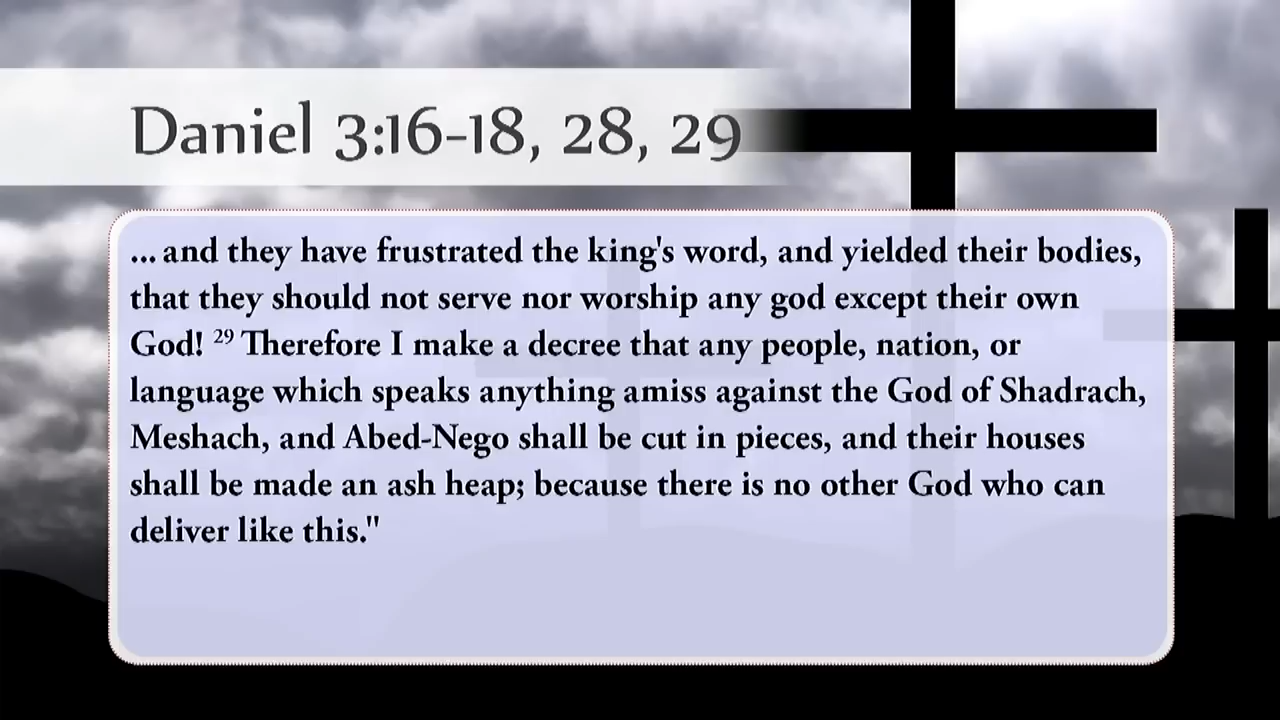 Daniel 3:16-18, 28, 29
... and they have frustrated the king's word, and yielded their bodies,
that they should not serve nor worship any god except their own
God! 29 Therefore I make a decree that any people, nation, or
language which speaks anything amiss against the God of Shadrach,
Meshach, and Abed-Nego shall be cut in pieces, and their houses
shall be made an ash heap; because there is no other God who can
deliver like this."